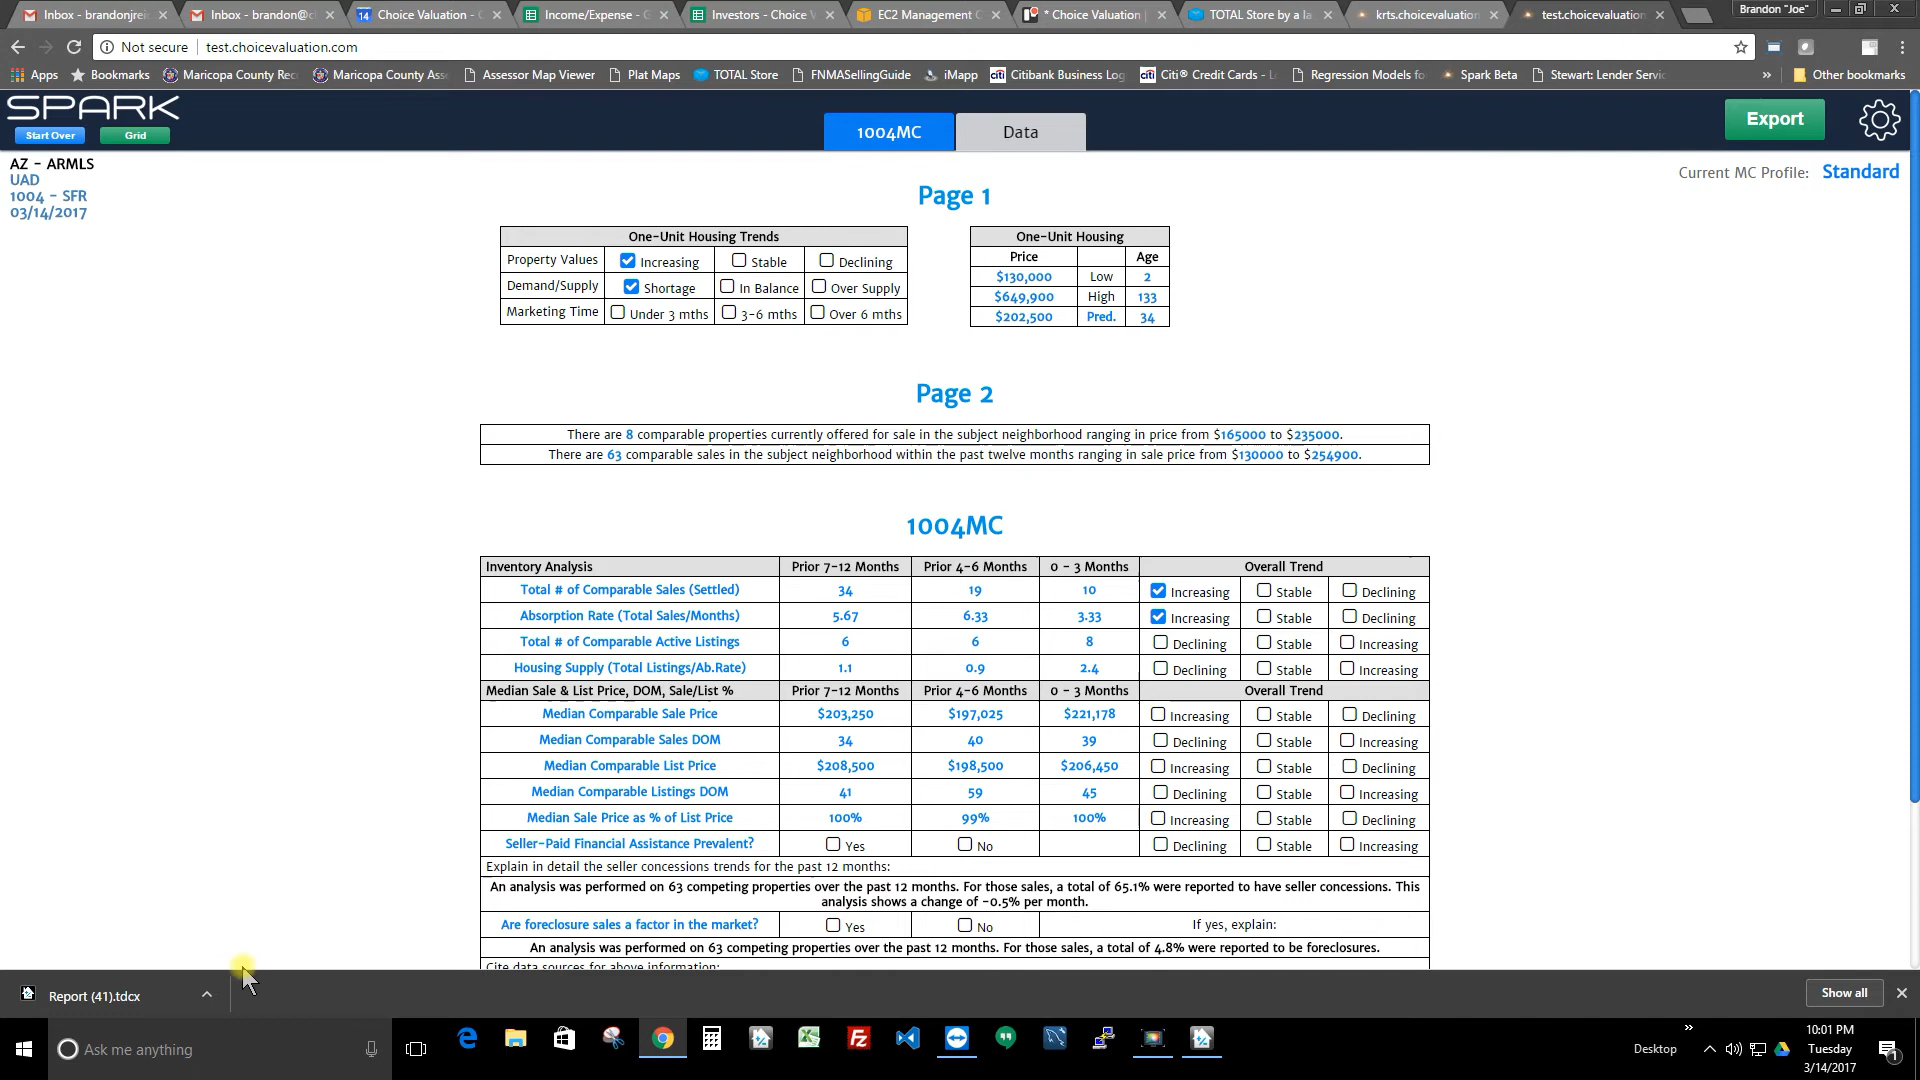 Inbox - brandonjrei
Inbox - brandon@c
14 Choice Valuation - C
Income/Expense - G
Investors - Choice V
EC2 Management C
* Choice Valuation |
TOTAL Store by a la
krts.choicevaluation
test.choicevaluation
Brandon "Joe"
Not secure
test.choicevaluation.com
Apps
Bookmarks
Maricopa County Rec
Maricopa County Ass
Assessor Map Viewer
Plat Maps
TOTAL Store
FNMASellingGuide
iMapp
citi Citibank Business Log
citi Citi® Credit Cards - L
Regression Models fo
Spark Beta
Stewart: Lender Servi
»
Other bookmarks
SPARK
Start Over
Grid
1004MC
Data
Export
AZ - ARMLS
UAD
1004 - SFR
03/14/2017
Current MC Profile: Standard
Page 1
One-Unit Housing Trends
Property Values Increasing Stable Declining
Demand/Supply Shortage In Balance Over Supply
Marketing Time Under 3 mths 3-6 mths Over 6 mths
One-Unit Housing
Price Age
$130,000 Low 2
$649,900 High 133
$202,500 Pred. 34
Page 2
There are 8 comparable properties currently offered for sale in the subject neighborhood ranging in price from $165000 to $235000.
There are 63 comparable sales in the subject neighborhood within the past twelve months ranging in sale price from $130000 to $254900.
1004MC
Inventory Analysis Prior 7-12 Months Prior 4-6 Months 0 - 3 Months Overall Trend
Total # of Comparable Sales (Settled) 34 19 10 Increasing Stable Declining
Absorption Rate (Total Sales/Months) 5.67 6.33 3.33 Increasing Stable Declining
Total # of Comparable Active Listings 6 6 8 Declining Stable Increasing
Housing Supply (Total Listings/Ab.Rate) 1.1 0.9 2.4 Declining Stable Increasing
Median Sale & List Price, DOM, Sale/List % Prior 7-12 Months Prior 4-6 Months 0 - 3 Months Overall Trend
Median Comparable Sale Price $203,250 $197,025 $221,178 Increasing Stable Declining
Median Comparable Sales DOM 34 40 39 Declining Stable Increasing
Median Comparable List Price $208,500 $198,500 $206,450 Increasing Stable Declining
Median Comparable Listings DOM 41 59 45 Declining Stable Increasing
Median Sale Price as % of List Price 100% 99% 100% Increasing Stable Declining
Seller-Paid Financial Assistance Prevalent? Yes No Declining Stable Increasing
Explain in detail the seller concessions trends for the past 12 months:
An analysis was performed on 63 competing properties over the past 12 months. For those sales, a total of 65.1% were reported to have seller concessions. This
analysis shows a change of -0.5% per month.
Are foreclosure sales a factor in the market? Yes No If yes, explain:
An analysis was performed on 63 competing properties over the past 12 months. For those sales, a total of 4.8% were reported to be foreclosures.
Cite data sources for above information:
Report (41).tdcx
Show all
Ask me anything
Desktop
»
10:01 PM
Tuesday
3/14/2017
1